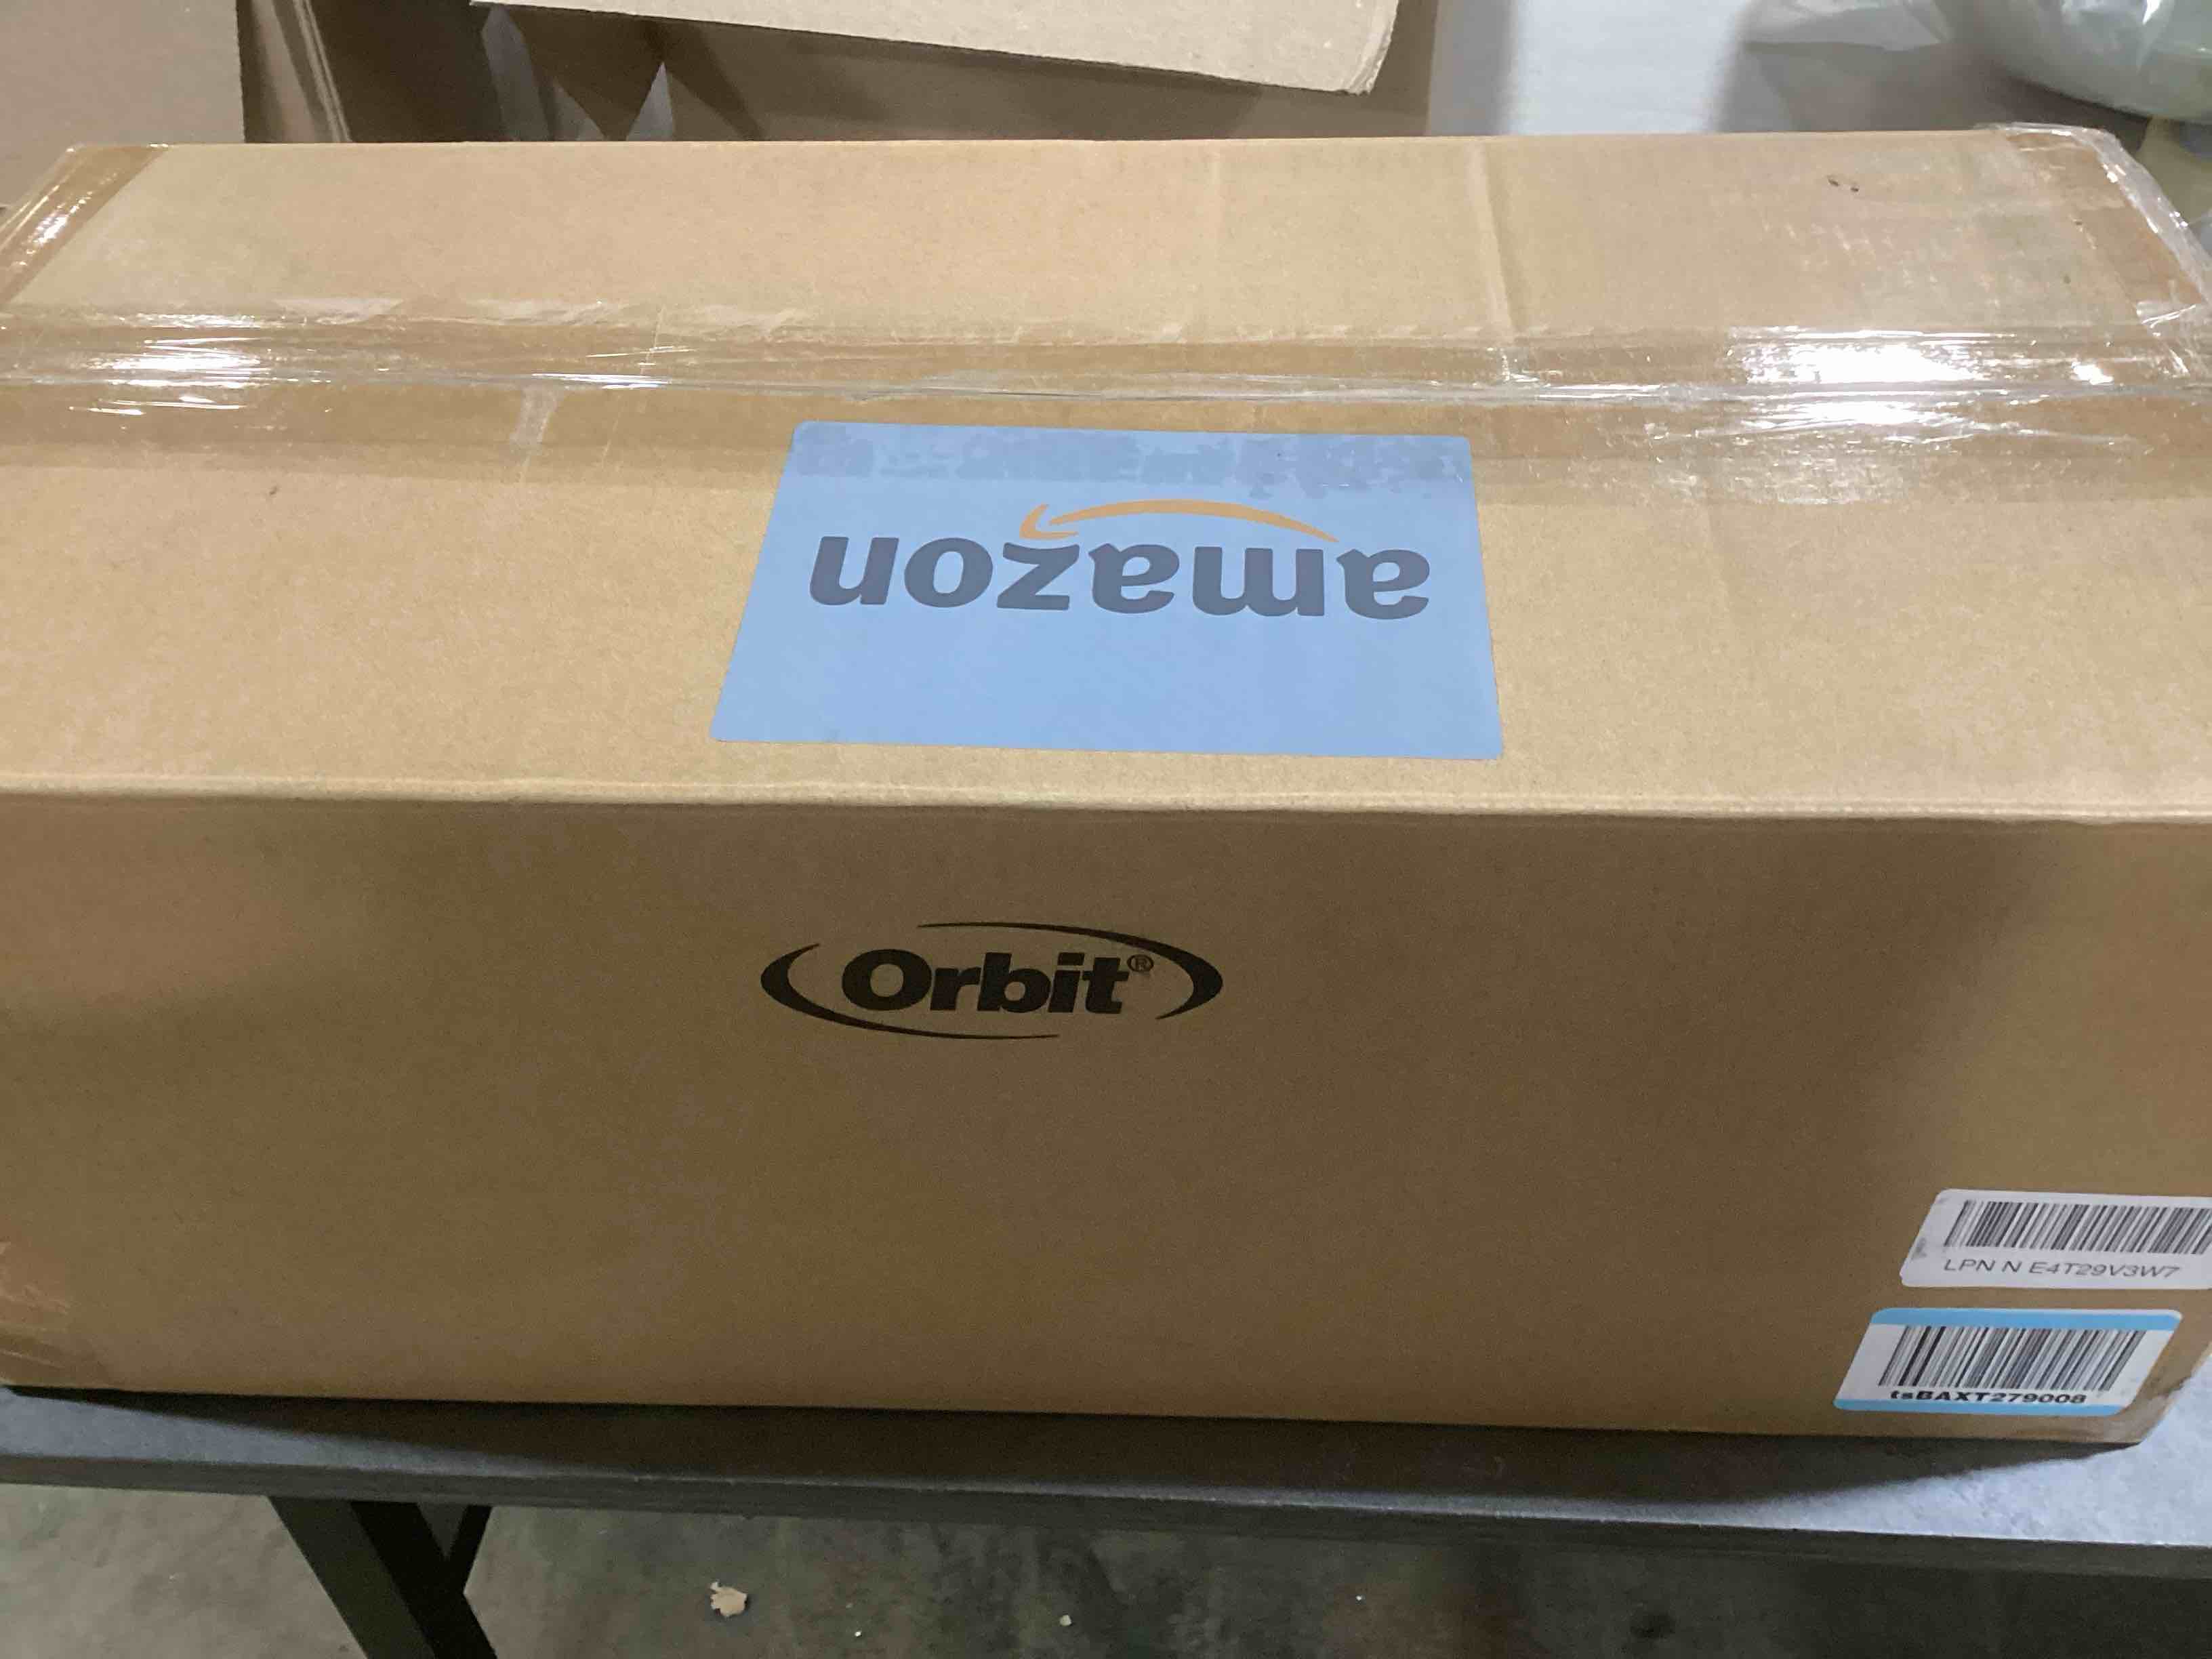 amazon
Orbit®
LPN N E4T29V3W7
tsBAXT279008